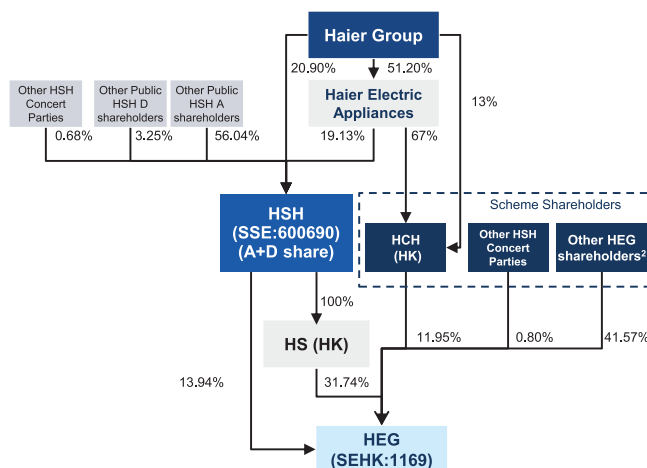 Haier Group
20.90%
51.20%
13%
Other HSH
Concert
Parties
Other Public
HSH D
shareholders
Other Public
HSH A
shareholders
Haier Electric
Appliances
0.68%
3.25%
56.04%
19.13%
67%
Scheme Shareholders
HSH
(SSE:600690)
(A+D share)
HCH
(HK)
Other HSH
Concert
Parties
Other HEG
shareholders2
100%
HS (HK)
11.95%
0.80%
41.57%
13.94%
31.74%
HEG
(SEHK:1169)